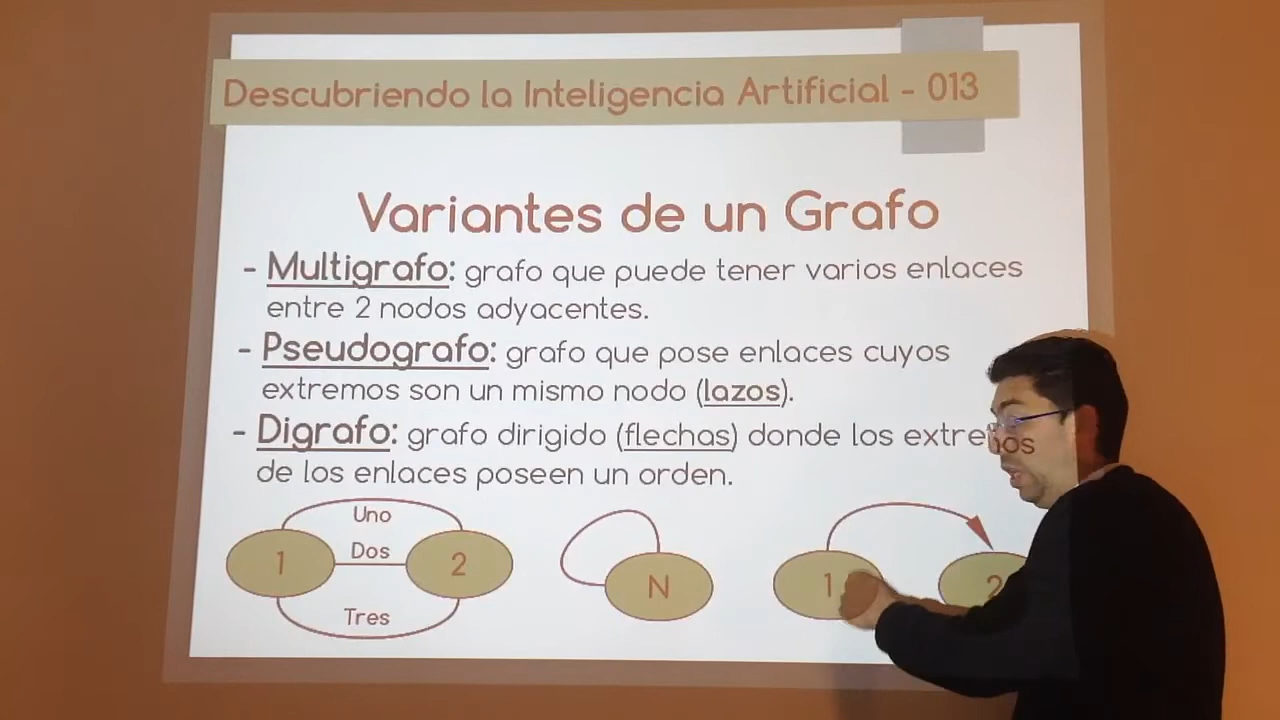 Descubriendo la Inteligencia Artificial - 013
Variantes de un Grafo
- Multigrafo: grafo que puede tener varios enlaces
entre 2 nodos adyacentes.
- Pseudografo: grafo que pose enlaces cuyos
extremos son un mismo nodo (lazos).
- Digrafo: grafo dirigido (flechas) donde los extremos
de los enlaces poseen un orden.
Uno
1 Dos 2
Tres
N
1 2